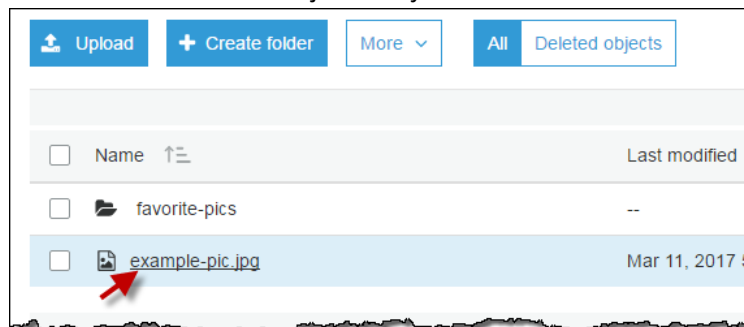 Upload Create folder More All Deleted objects
Name Last modified
favorite-pics --
example-pic.jpg Mar 11, 2017